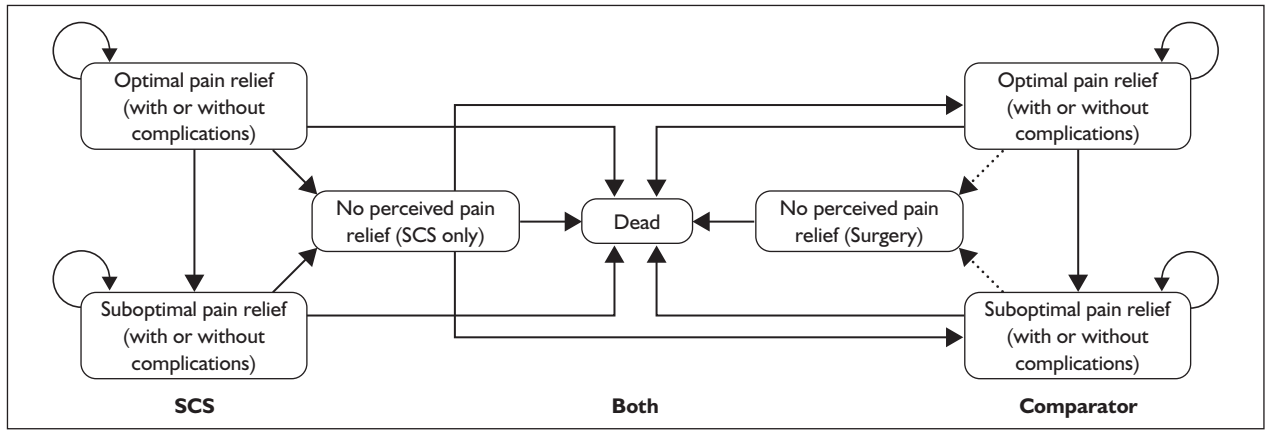 Optimal pain relief
(with or without
complications)
Optimal pain relief
(with or without
complications)
No perceived pain
relief (SCS only)
Dead
No perceived pain
relief (Surgery)
Suboptimal pain relief
(with or without
complications)
Suboptimal pain relief
(with or without
complications)
SCS
Both
Comparator